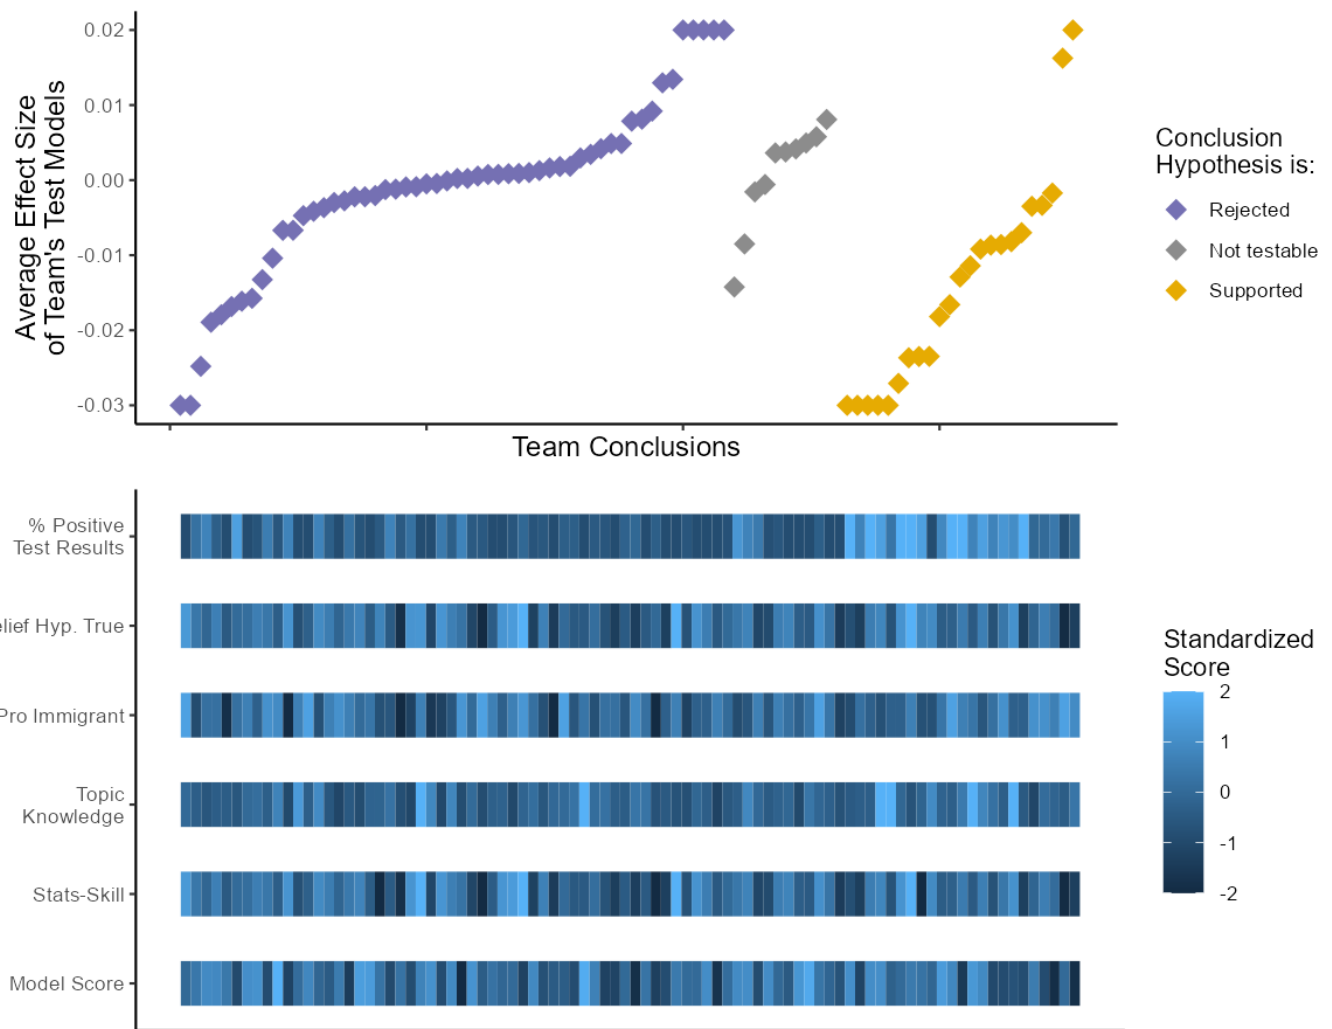 0.02
0.01
0.00
-0.01
-0.02
-0.03
Average Effect Size
of Team's Test Models
Team Conclusions
Conclusion
Hypothesis is:
Rejected
Not testable
Supported
% Positive
Test Results
lief Hyp. True
Pro Immigrant
Topic
Knowledge
Stats-Skill
Model Score
Standardized
Score
2
1
0
-1
-2